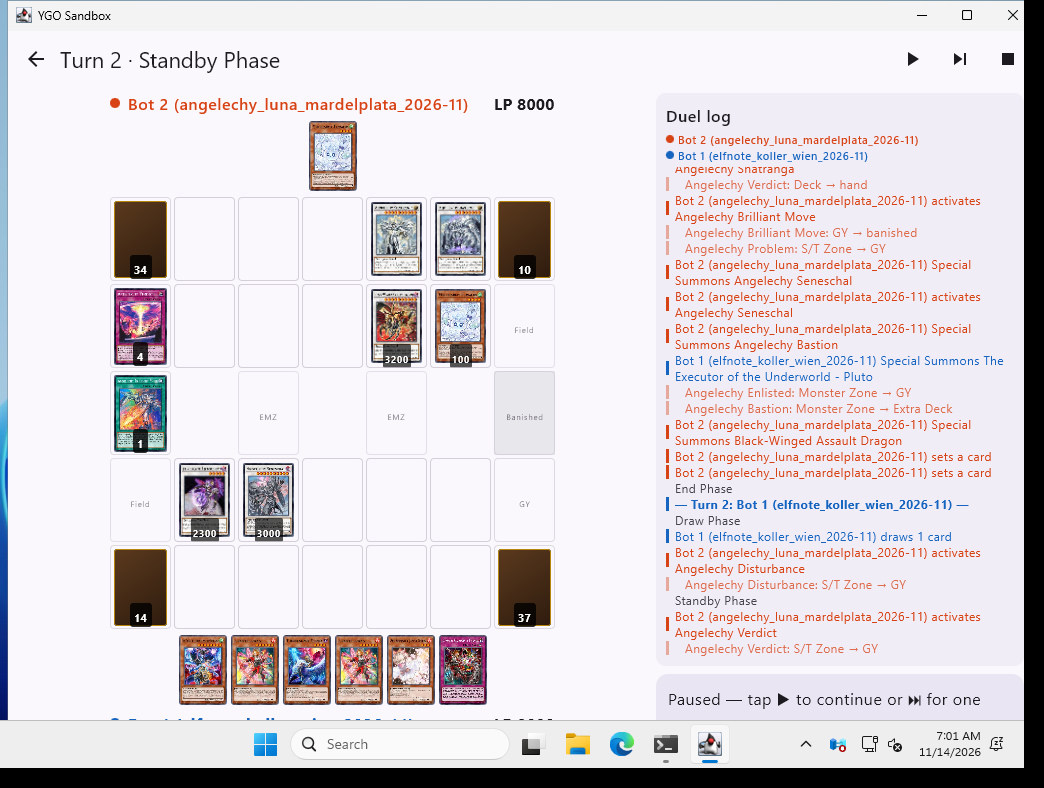 YGO Sandbox
Turn 2 · Standby Phase
Bot 2 (angelechy_luna_mardelplata_2026-11) LP 8000
34
10
4
3200
100
Field
1
EMZ
EMZ
Banished
Field
2300
3000
GY
14
37
Duel log
Bot 2 (angelechy_luna_mardelplata_2026-11)
Bot 1 (elfnote_koller_wien_2026-11)
Angelechy Shatranga
Angelechy Verdict: Deck → hand
Bot 2 (angelechy_luna_mardelplata_2026-11) activates
Angelechy Brilliant Move
Angelechy Brilliant Move: GY → banished
Angelechy Problem: S/T Zone → GY
Bot 2 (angelechy_luna_mardelplata_2026-11) Special
Summons Angelechy Seneschal
Bot 2 (angelechy_luna_mardelplata_2026-11) activates
Angelechy Seneschal
Bot 2 (angelechy_luna_mardelplata_2026-11) Special
Summons Angelechy Bastion
Bot 1 (elfnote_koller_wien_2026-11) Special Summons The
Executor of the Underworld - Pluto
Angelechy Enlisted: Monster Zone → GY
Angelechy Bastion: Monster Zone → Extra Deck
Bot 2 (angelechy_luna_mardelplata_2026-11) Special
Summons Black-Winged Assault Dragon
Bot 2 (angelechy_luna_mardelplata_2026-11) sets a card
Bot 2 (angelechy_luna_mardelplata_2026-11) sets a card
End Phase
— Turn 2: Bot 1 (elfnote_koller_wien_2026-11) —
Draw Phase
Bot 1 (elfnote_koller_wien_2026-11) draws 1 card
Bot 2 (angelechy_luna_mardelplata_2026-11) activates
Angelechy Disturbance
Angelechy Disturbance: S/T Zone → GY
Standby Phase
Bot 2 (angelechy_luna_mardelplata_2026-11) activates
Angelechy Verdict
Angelechy Verdict: S/T Zone → GY
Paused — tap ▶ to continue or ⏭ for one
Search
7:01 AM
11/14/2026